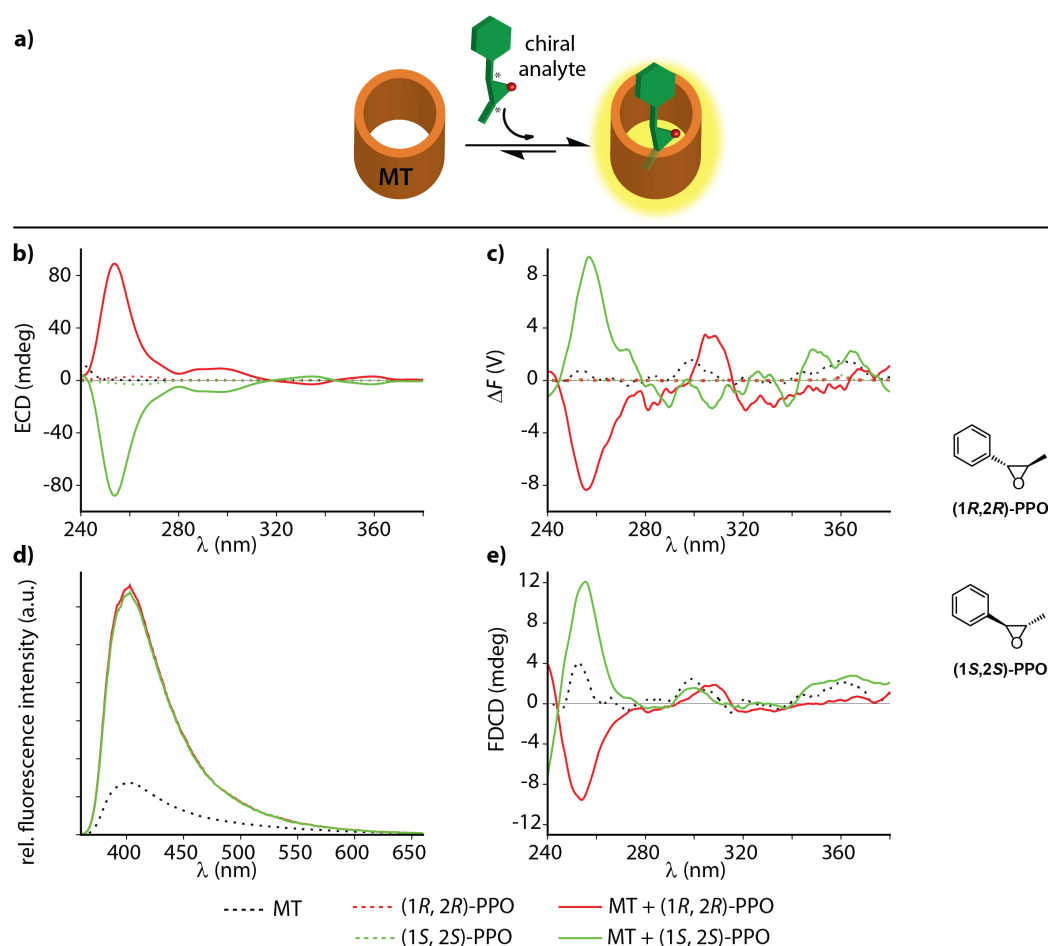 a)
chiral
analyte
*
*
MT
b)
ECD (mdeg)
80
40
0
-40
-80
240 280 320 360
λ (nm)
c)
ΔF (V)
8
4
0
-4
-8
240 280 320 360
λ (nm)
(1R,2R)-PPO
O
d)
rel. fluorescence intensity (a.u.)
400 450 500 550 600 650
λ (nm)
e)
FDCD (mdeg)
12
8
4
0
-4
-8
-12
240 280 320 360
λ (nm)
O
(1S,2S)-PPO
MT (1R, 2R)-PPO MT + (1R, 2R)-PPO
(1S, 2S)-PPO MT + (1S, 2S)-PPO